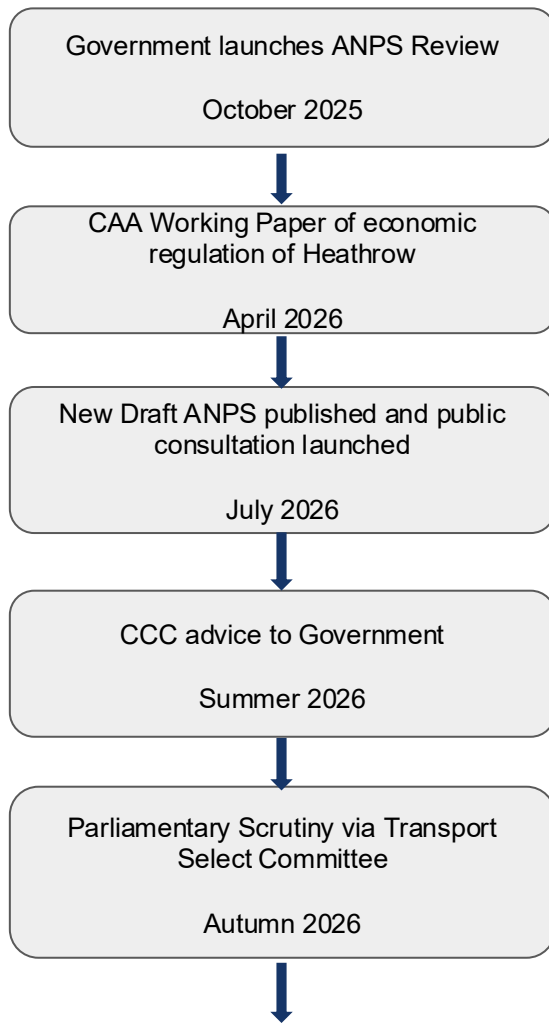 Government launches ANPS Review
October 2025
CAA Working Paper of economic
regulation of Heathrow
April 2026
New Draft ANPS published and public
consultation launched
July 2026
CCC advice to Government
Summer 2026
Parliamentary Scrutiny via Transport
Select Committee
Autumn 2026